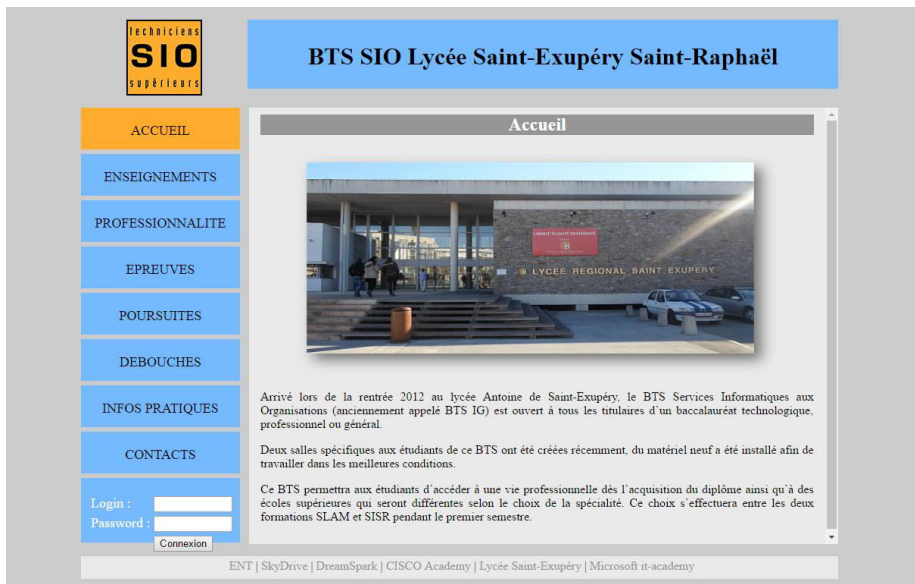 techniciens
SIO
supérieurs
BTS SIO Lycée Saint-Exupéry Saint-Raphaël
ACCUEIL
ENSEIGNEMENTS
PROFESSIONNALITE
EPREUVES
POURSUITES
DEBOUCHES
INFOS PRATIQUES
CONTACTS
Login :
Password :
Connexion
Accueil
LIBERTÉ ÉGALITÉ FRATERNITÉ
LYCEE REGIONAL SAINT EXUPERY
Arrivé lors de la rentrée 2012 au lycée Antoine de Saint-Exupéry, le BTS Services Informatiques aux
Organisations (anciennement appelé BTS IG) est ouvert à tous les titulaires d'un baccalauréat technologique,
professionnel ou général.
Deux salles spécifiques aux étudiants de ce BTS ont été créées récemment, du matériel neuf a été installé afin de
travailler dans les meilleures conditions.
Ce BTS permettra aux étudiants d'accéder à une vie professionnelle dès l'acquisition du diplôme ainsi qu'à des
écoles supérieures qui seront différentes selon le choix de la spécialité. Ce choix s'effectuera entre les deux
formations SLAM et SISR pendant le premier semestre.
ENT | SkyDrive | DreamSpark | CISCO Academy | Lycée Saint-Exupéry | Microsoft it-academy